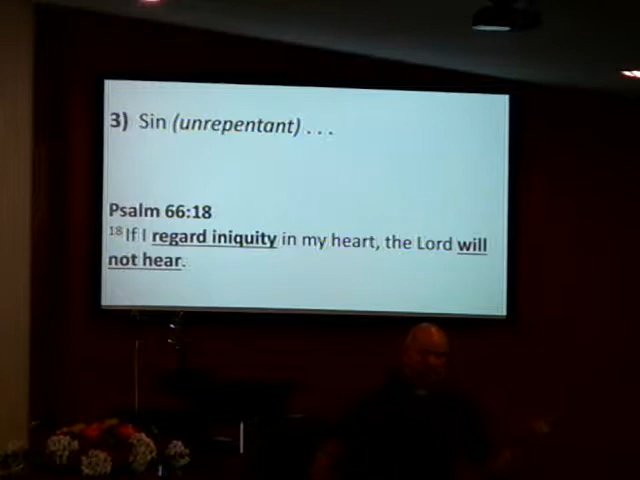 3) Sin (unrepentant) . . .
Psalm 66:18
18 If I regard iniquity in my heart, the Lord will
not hear.